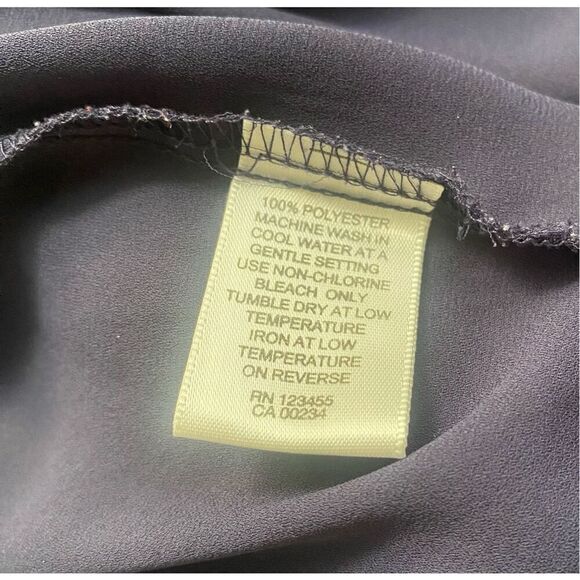 100% POLYESTER
MACHINE WASH IN
COOL WATER AT A
GENTLE SETTING
USE NON-CHLORINE
BLEACH ONLY
TUMBLE DRY AT LOW
TEMPERATURE
IRON AT LOW
TEMPERATURE
ON REVERSE
RN 123455
CA 00234